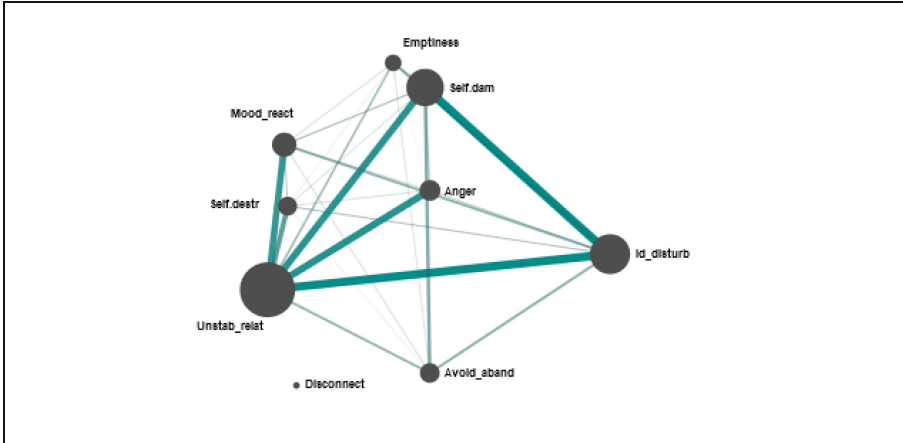 Emptiness
Self.dam
Mood_react
Anger
Self.destr
Id_disturb
Unstab_relat
Avoid_aband
Disconnect